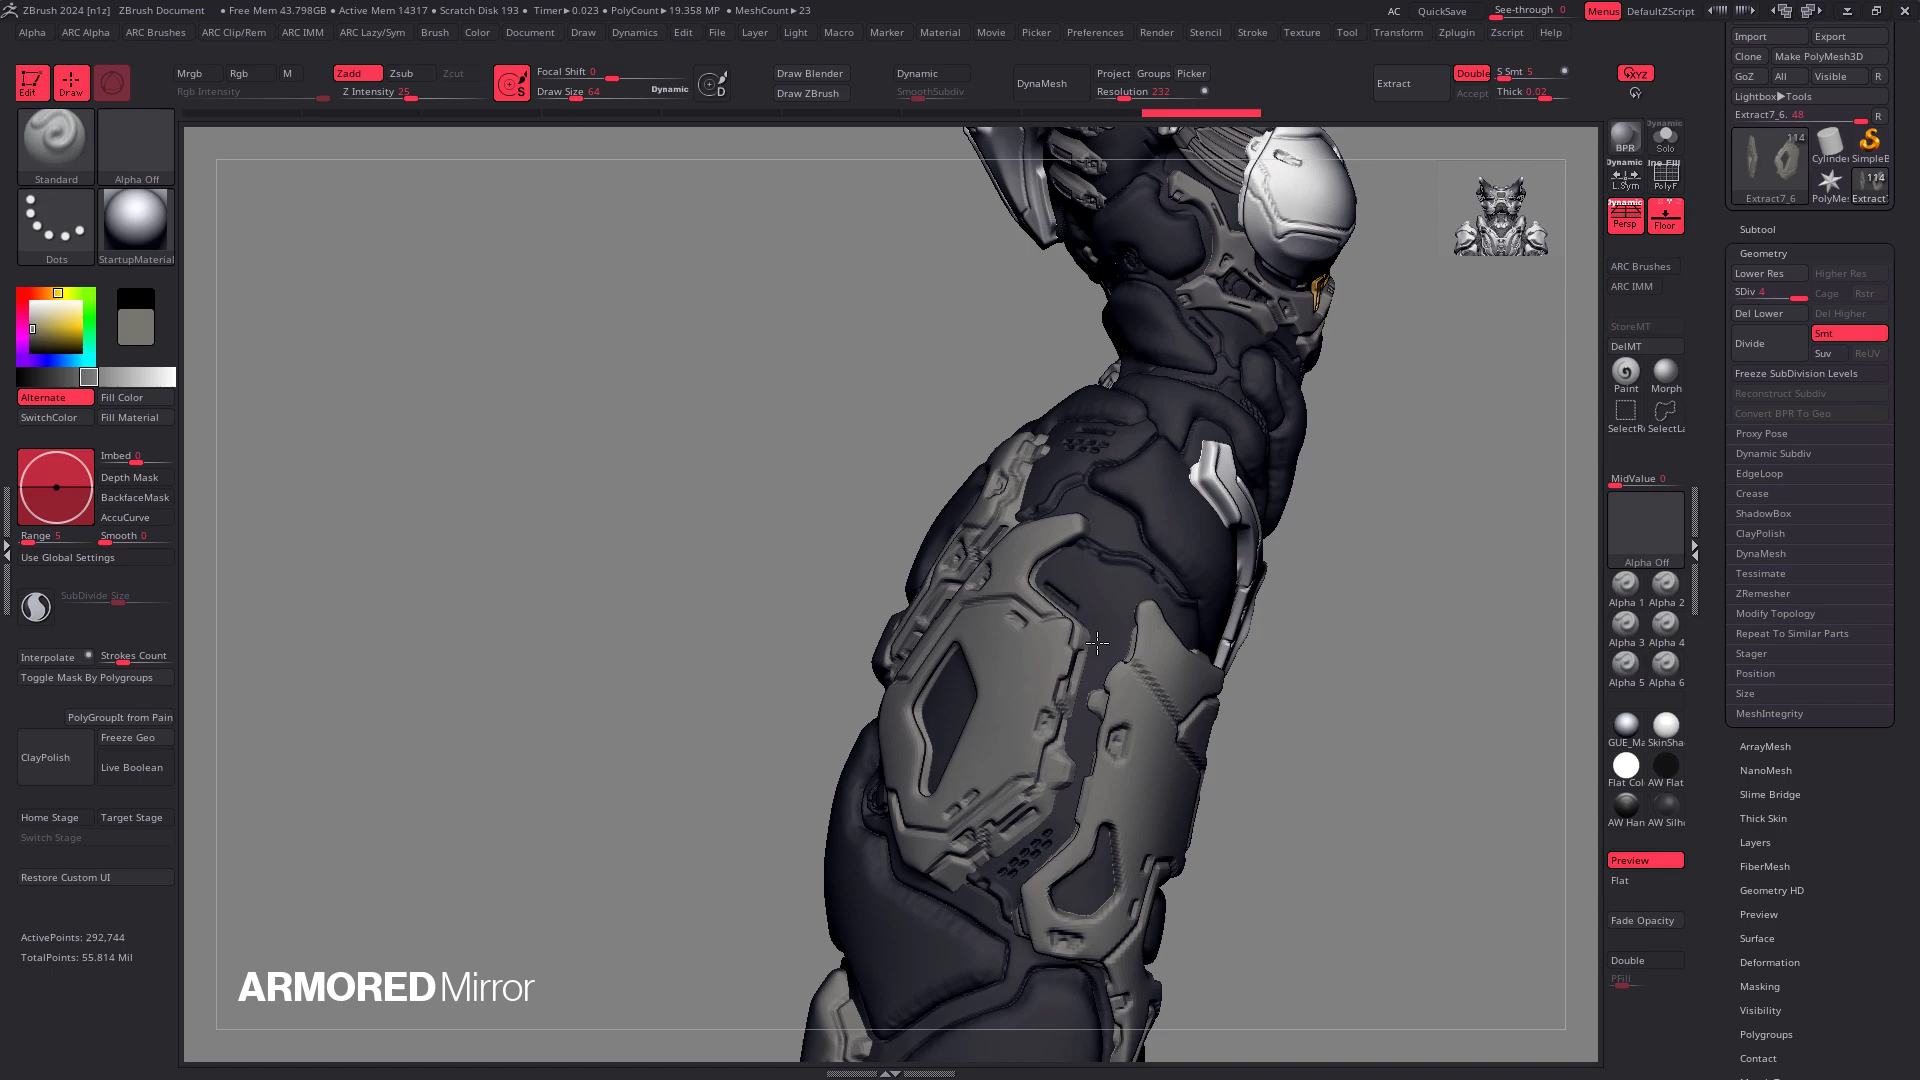 ZBrush 2024 [n1z] ZBrush Document • Free Mem 43.798GB • Active Mem 14317 • Scratch Disk 193 • Timer▶0.023 • PolyCount▶19.358 MP • MeshCount▶23 AC QuickSave See-through 0 Menus DefaultZScript
Alpha ARC Alpha ARC Brushes ARC Clip/Rem ARC IMM ARC Lazy/Sym Brush Color Document Draw Dynamics Edit File Layer Light Macro Marker Material Movie Picker Preferences Render Stencil Stroke Texture Tool Transform Zplugin Zscript Help
Edit Draw
Mrgb Rgb M
Rgb Intensity
Zadd Zsub Zcut
Z Intensity 25
S
Focal Shift 0
Draw Size 64 Dynamic
D
Draw Blender
Draw ZBrush
Dynamic
SmoothSubdiv
DynaMesh
Project Groups Picker
Resolution 232
Extract
Double S Smt 5
Accept Thick 0.02
XYZ
Y
Standard Alpha Off
Dots StartupMaterial
Alternate Fill Color
SwitchColor Fill Material
Imbed 0
Depth Mask
BackfaceMask
AccuCurve
Range 5 Smooth 0
Use Global Settings
SubDivide Size
Interpolate Strokes Count
Toggle Mask By Polygroups
PolyGroupIt from Pain
ClayPolish
Freeze Geo
Live Boolean
Home Stage Target Stage
Switch Stage
Restore Custom UI
ActivePoints: 292,744
TotalPoints: 55.814 Mil
ARMORED Mirror
BPR
Dynamic
Solo
Dynamic
L.Sym
Line Fill
PolyF
Dynamic
Persp
Floor
ARC Brushes
ARC IMM
StoreMT
DelMT
Paint Morph
SelectRe SelectLa
MidValue 0
Alpha Off
Alpha 1 Alpha 2
Alpha 3 Alpha 4
Alpha 5 Alpha 6
GUE_Ma SkinSha
Flat Col AW Flat
AW Han AW Silho
Preview
Flat
Fade Opacity
Double
PFill
Import Export
Clone Make PolyMesh3D
GoZ All Visible R
Lightbox▶Tools
Extract7_6. 48 R
114
Extract7_6
Cylinder SimpleB
114
PolyMes Extract
Subtool
Geometry
Lower Res Higher Res
SDiv 4 Cage Rstr
Del Lower Del Higher
Divide
Smt
Suv ReUV
Freeze SubDivision Levels
Reconstruct Subdiv
Convert BPR To Geo
Proxy Pose
Dynamic Subdiv
EdgeLoop
Crease
ShadowBox
ClayPolish
DynaMesh
Tessimate
ZRemesher
Modify Topology
Repeat To Similar Parts
Stager
Position
Size
MeshIntegrity
ArrayMesh
NanoMesh
Slime Bridge
Thick Skin
Layers
FiberMesh
Geometry HD
Preview
Surface
Deformation
Masking
Visibility
Polygroups
Contact